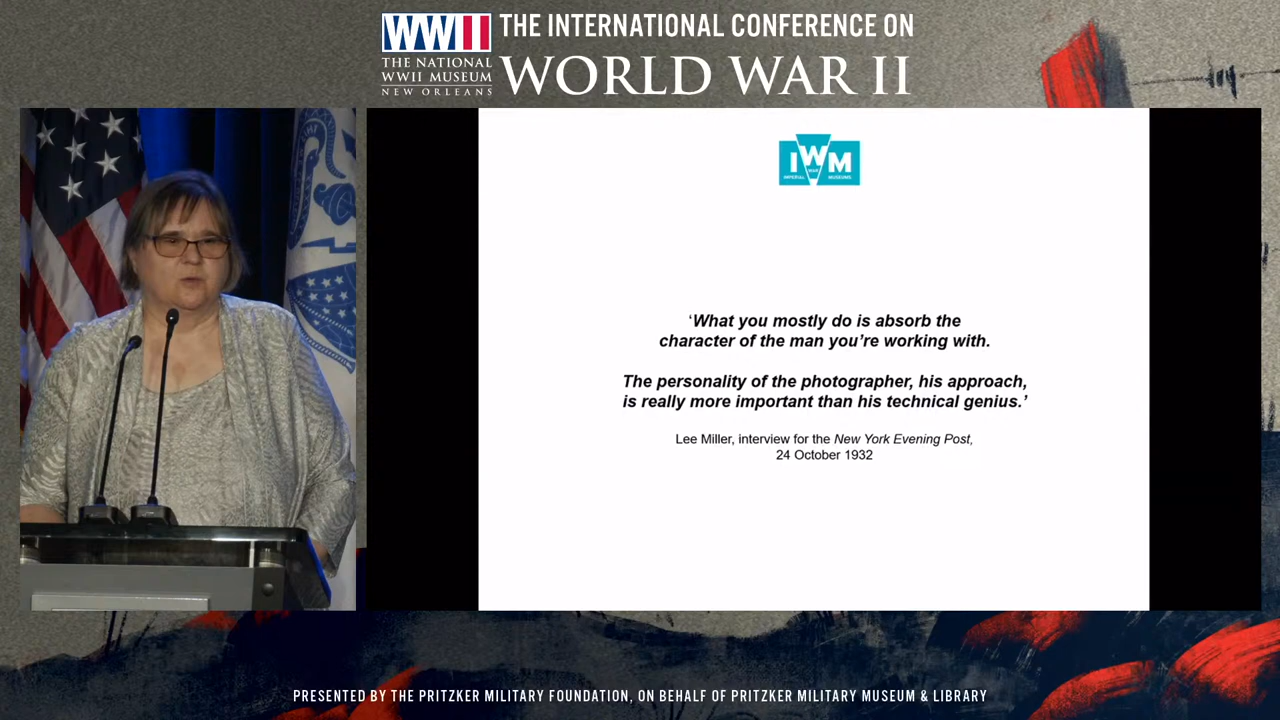 WWII
THE NATIONAL
WWII MUSEUM
NEW ORLEANS
THE INTERNATIONAL CONFERENCE ON
WORLD WAR II
IWM
IMPERIAL WAR MUSEUMS
‘What you mostly do is absorb the
character of the man you’re working with.
The personality of the photographer, his approach,
is really more important than his technical genius.’
Lee Miller, interview for the New York Evening Post,
24 October 1932
PRESENTED BY THE PRITZKER MILITARY FOUNDATION, ON BEHALF OF PRITZKER MILITARY MUSEUM & LIBRARY